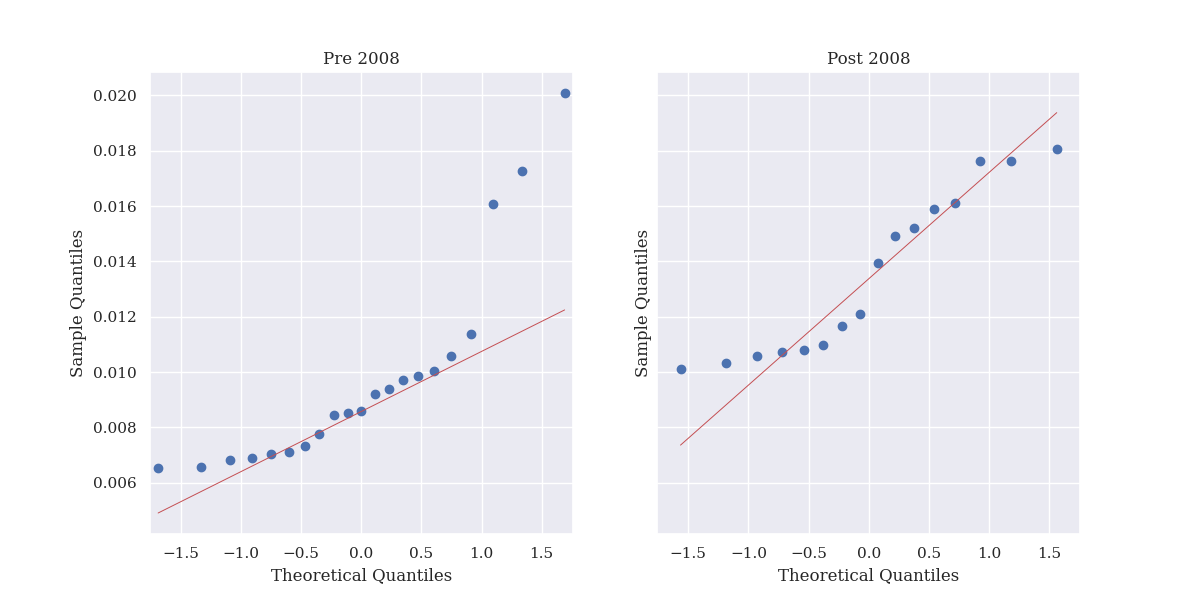 Pre 2008
Post 2008
0.020
0.018
0.016
0.014
0.012
0.010
0.008
0.006
Sample Quantiles
Sample Quantiles
−1.5 −1.0 −0.5 0.0 0.5 1.0 1.5
−1.5 −1.0 −0.5 0.0 0.5 1.0 1.5
Theoretical Quantiles
Theoretical Quantiles